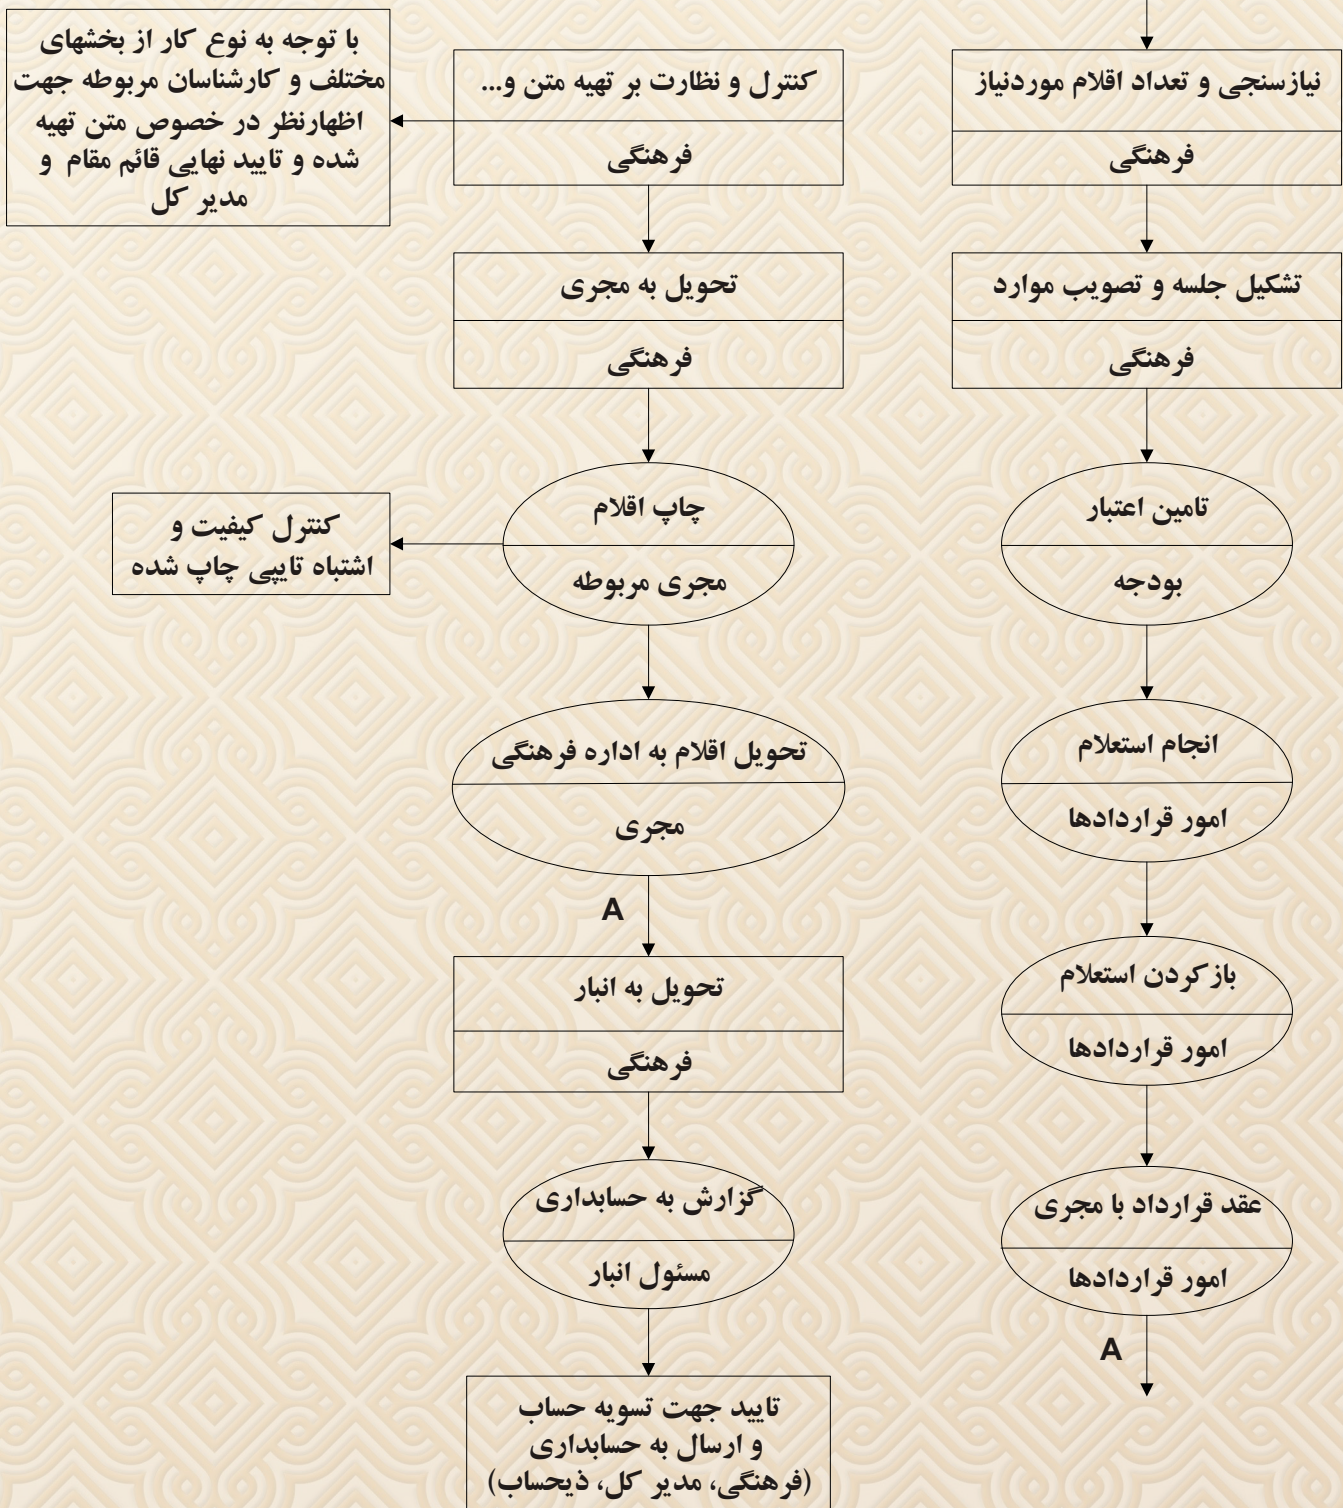 نیازسنجی و تعداد اقلام موردنیاز
فرهنگی
تشکیل جلسه و تصویب موارد
فرهنگی
تامین اعتبار
بودجه
انجام استعلام
امور قراردادها
باز کردن استعلام
امور قراردادها
عقد قرارداد با مجری
امور قراردادها
A
کنترل و نظارت بر تهیه متن و...
فرهنگی
با توجه به نوع کار از بخشهای
مختلف و کارشناسان مربوطه جهت
اظهارنظر در خصوص متن تهیه
شده و تایید نهایی قائم مقام و
مدیر کل
تحویل به مجری
فرهنگی
چاپ اقلام
مجری مربوطه
کنترل کیفیت و
اشتباه تایپی چاپ شده
تحویل اقلام به اداره فرهنگی
مجری
A
تحویل به انبار
فرهنگی
گزارش به حسابداری
مسئول انبار
تایید جهت تسویه حساب
و ارسال به حسابداری
(فرهنگی، مدیر کل، ذیحساب)